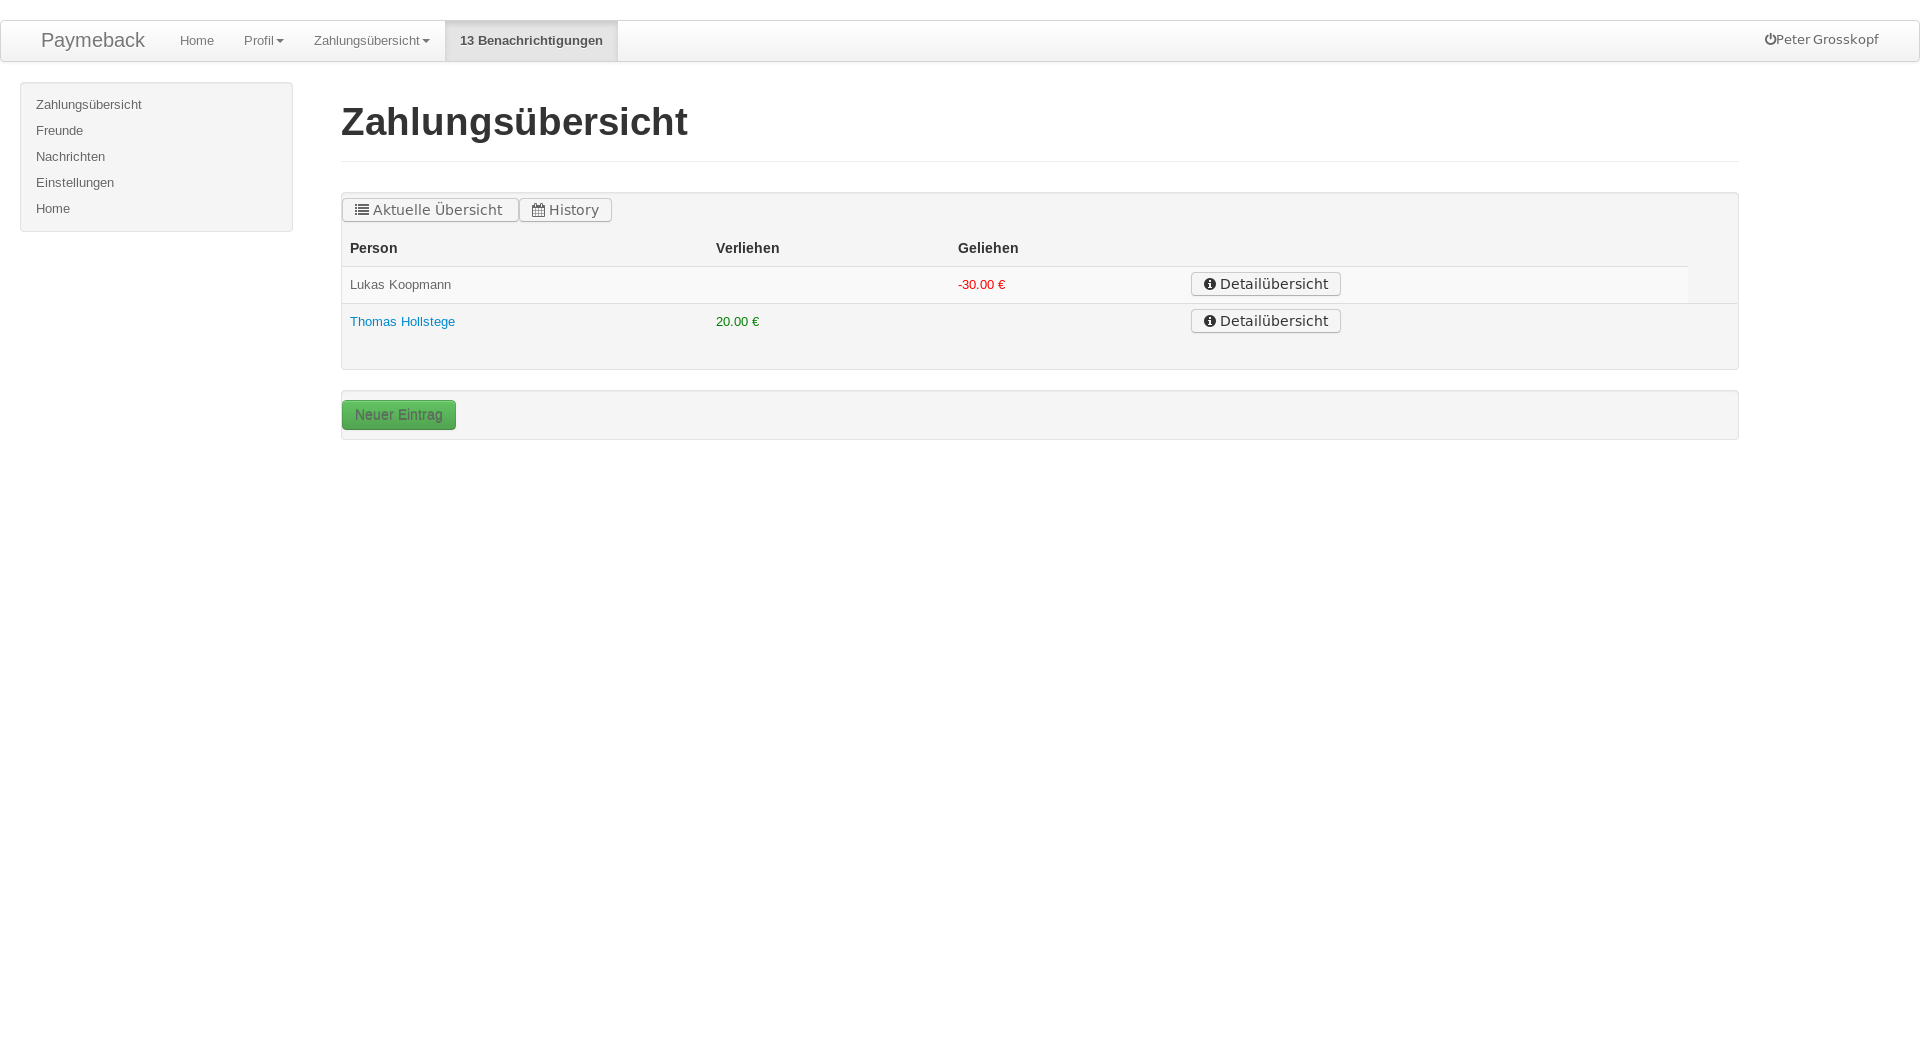 Paymeback Home Profil Zahlungsübersicht 13 Benachrichtigungen Peter Grosskopf
Zahlungsübersicht
Freunde
Nachrichten
Einstellungen
Home
Zahlungsübersicht
Aktuelle Übersicht History
Person Verliehen Geliehen
Lukas Koopmann -30.00 € Detailübersicht
Thomas Hollstege 20.00 € Detailübersicht
Neuer Eintrag